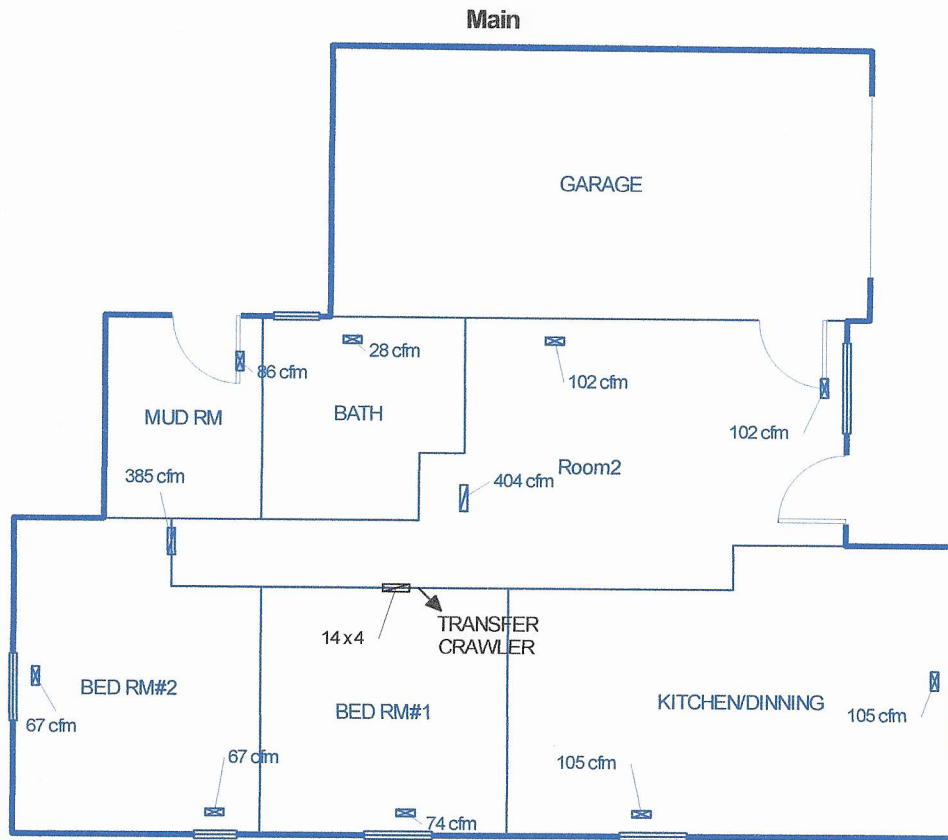 Main
GARAGE
28 cfm
86 cfm
102 cfm
MUD RM
BATH
102 cfm
385 cfm
404 cfm
Room2
14 x 4
TRANSFER
CRAWLER
BED RM#2
BED RM#1
KITCHEN/DINNING
67 cfm
105 cfm
67 cfm
105 cfm
74 cfm